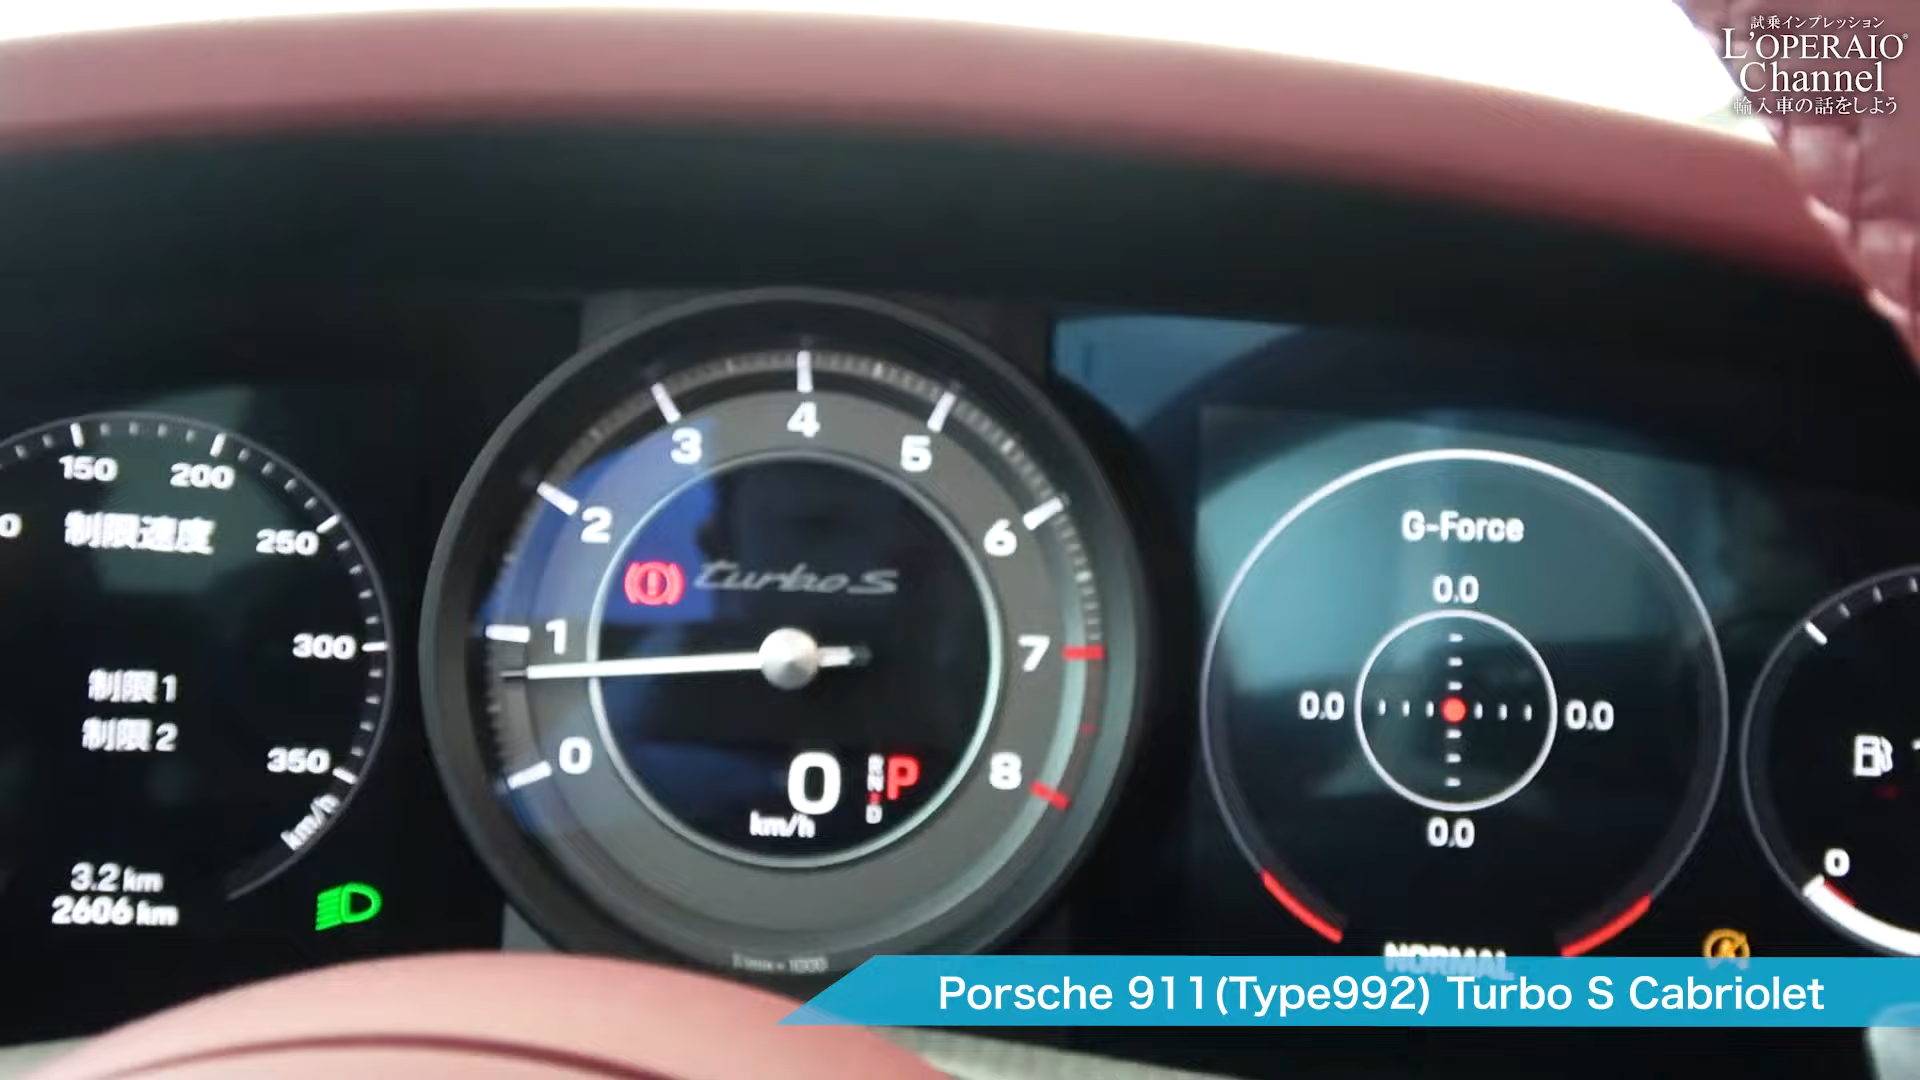 試乗インプレッション
L'OPERAIO®
Channel
輸入車の話をしよう
150
200
250
300
350
km/h
制限速度
制限1
制限2
3.2 km
2606 km
0
1
2
3
4
5
6
7
8
turbo S
0
km/h
R
N
D
P
G-Force
0.0
0.0
0.0
0.0
NORMAL
0
Porsche 911(Type992) Turbo S Cabriolet